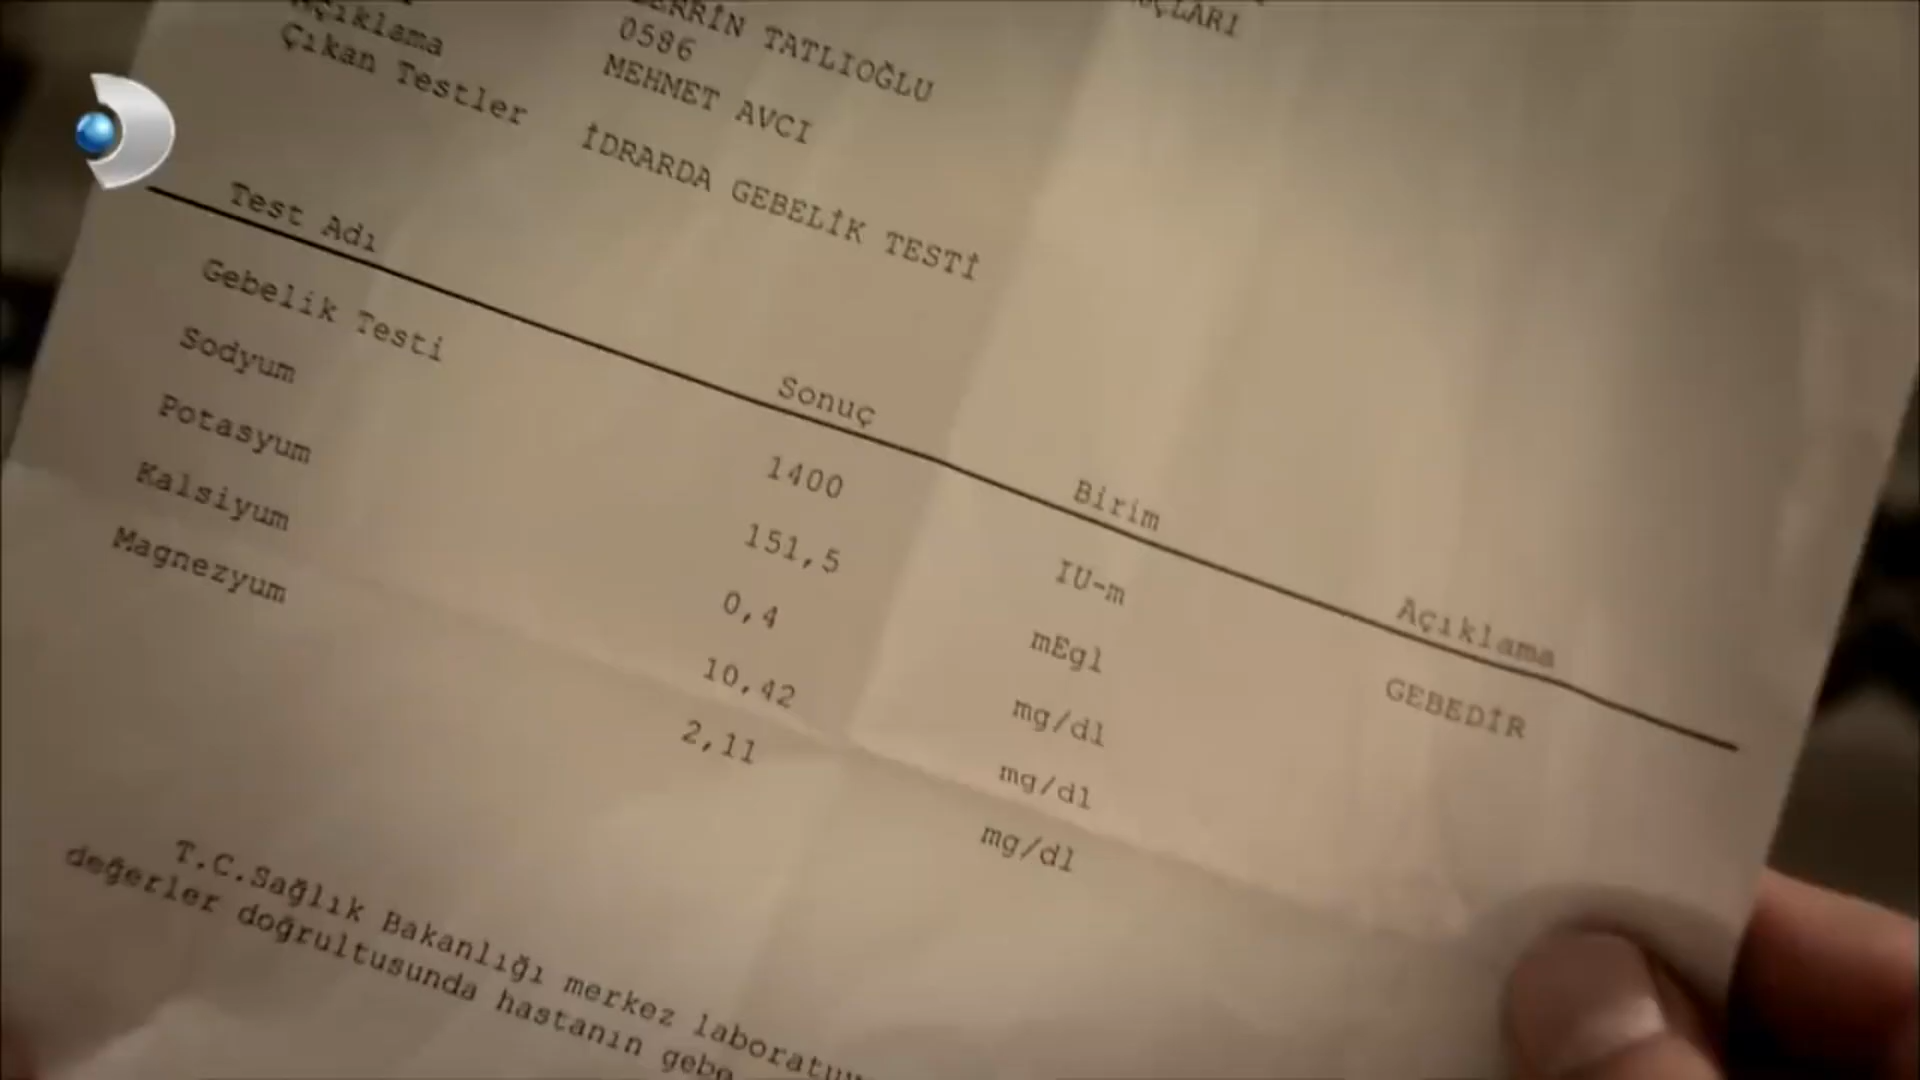 TATLIOĞLU
0586
Açıklama MEHMET AVCI
Çıkan Testler İDRARDA GEBELİK TESTİ
Test Adı Sonuç Birim Açıklama
Gebelik Testi 1400 IU-m GEBEDİR
Sodyum 151,5 mEgl
Potasyum 0,4 mg/dl
Kalsiyum 10,42 mg/dl
Magnezyum 2,11 mg/dl
T.C.Sağlık Bakanlığı merkez
değerler doğrultusunda hastanın